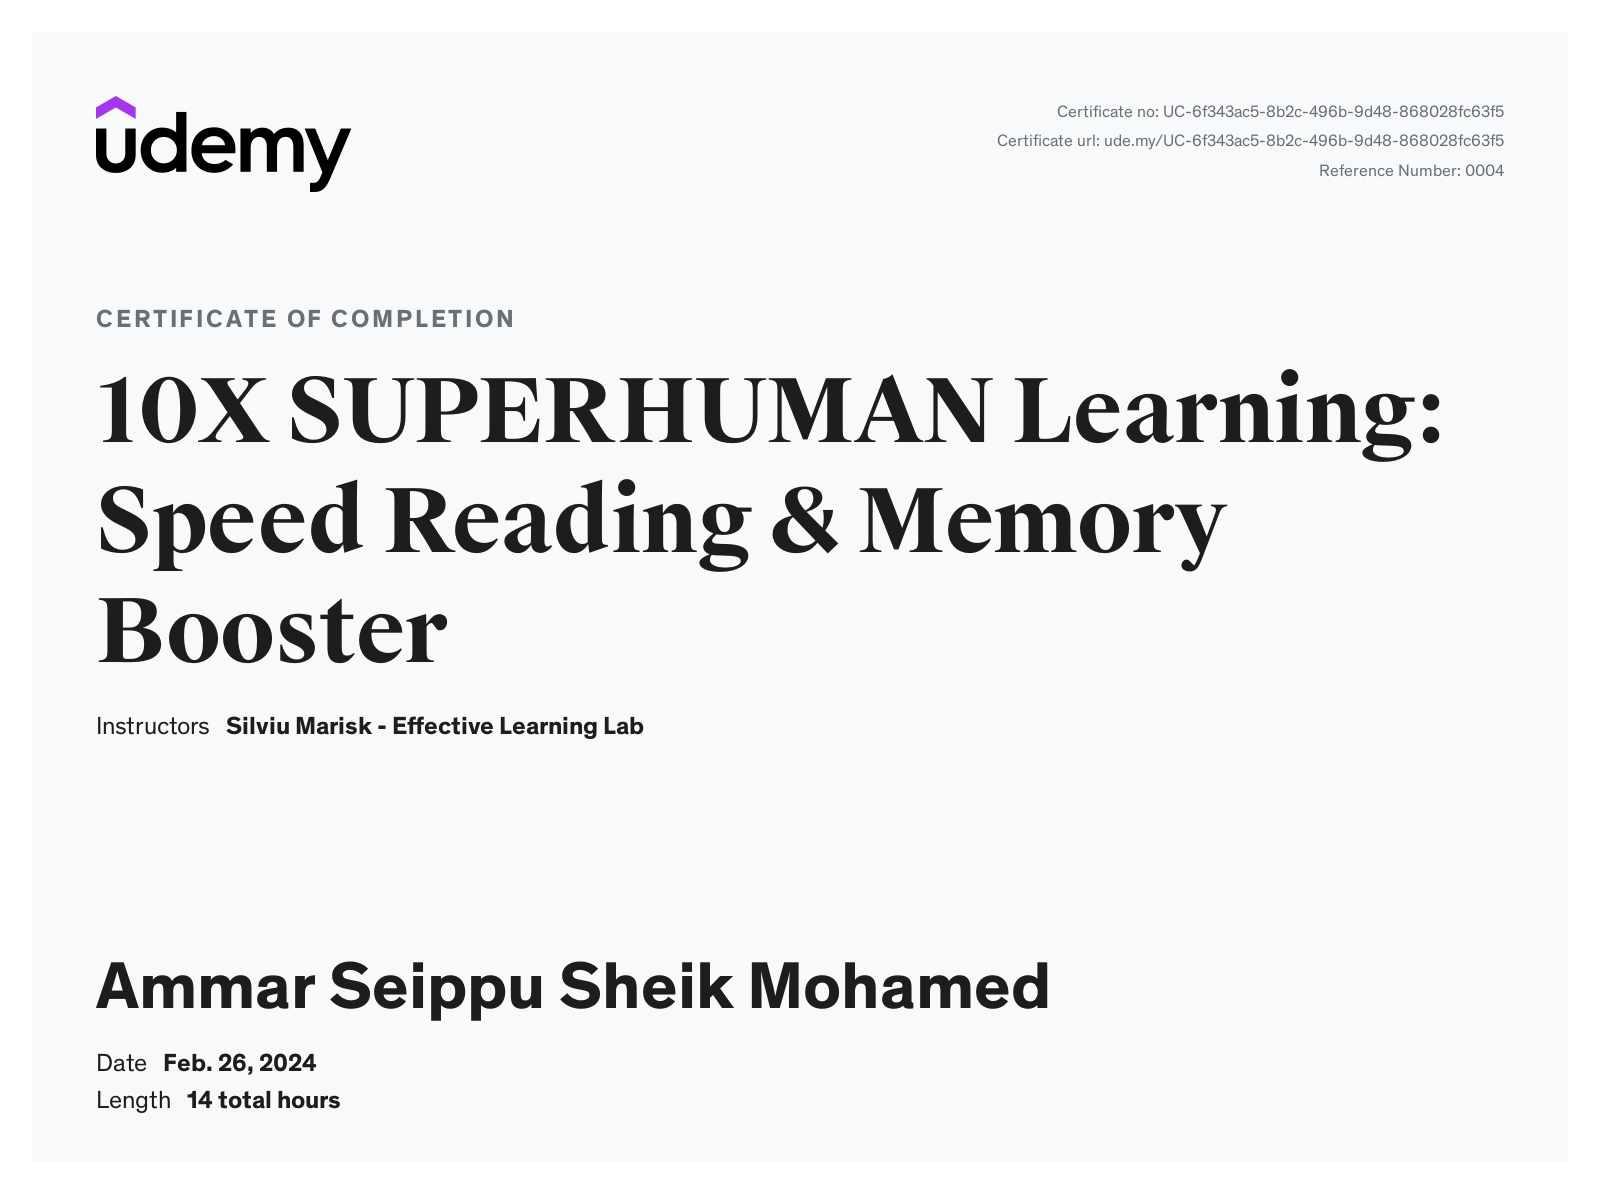 udemy
Certificate no: UC-6f343ac5-8b2c-496b-9d48-868028fc63f5
Certificate url: ude.my/UC-6f343ac5-8b2c-496b-9d48-868028fc63f5
Reference Number: 0004
CERTIFICATE OF COMPLETION
10X SUPERHUMAN Learning:
Speed Reading & Memory
Booster
Instructors Silviu Marisk - Effective Learning Lab
Ammar Seippu Sheik Mohamed
Date Feb. 26, 2024
Length 14 total hours